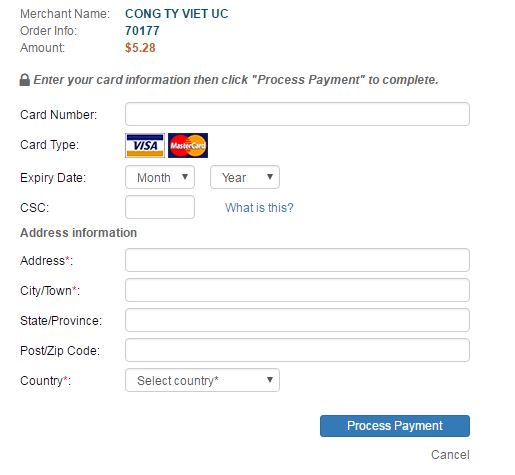 Merchant Name: CONG TY VIET UC
Order Info: 70177
Amount: $5.28
Enter your card information then click "Process Payment" to complete.
Card Number:
Card Type: VISA MasterCard
Expiry Date: Month Year
CSC: What is this?
Address information
Address*:
City/Town*:
State/Province:
Post/Zip Code:
Country*: Select country*
Process Payment
Cancel